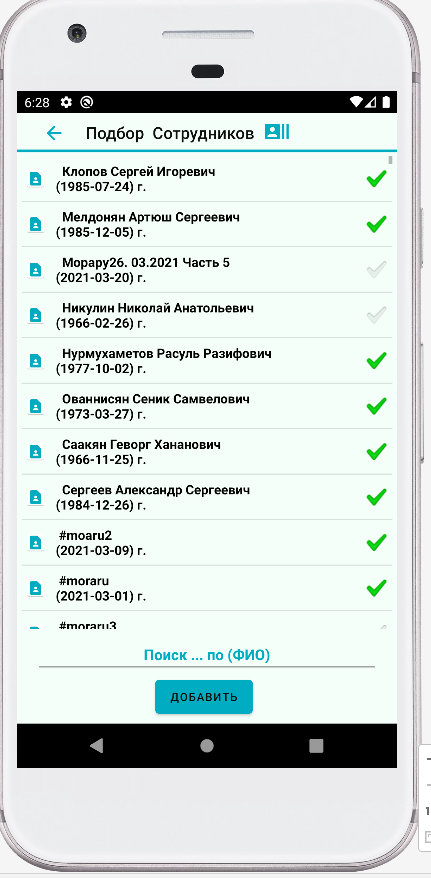 6:28
Подбор Сотрудников
Клопов Сергей Игоревич
(1985-07-24) г.
Мелдонян Артюш Сергеевич
(1985-12-05) г.
Морару26. 03.2021 Часть 5
(2021-03-20) г.
Никулин Николай Анатольевич
(1966-02-26) г.
Нурмухаметов Расуль Разифович
(1977-10-02) г.
Ованнисян Сеник Самвелович
(1973-03-27) г.
Саакян Геворг Хананович
(1966-11-25) г.
Сергеев Александр Сергеевич
(1984-12-26) г.
#moaru2
(2021-03-09) г.
#moraru
(2021-03-01) г.
#moraru3
Поиск ... по (ФИО)
ДОБАВИТЬ
1